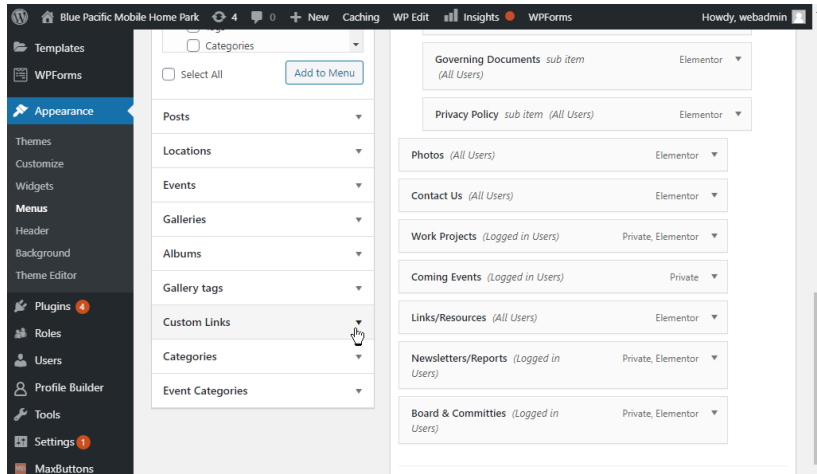 Blue Pacific Mobile Home Park 4 0 New Caching WP Edit Insights WPForms Howdy, webadmin
Templates
WPForms
Appearance
Themes
Customize
Widgets
Menus
Header
Background
Theme Editor
Plugins 4
Roles
Users
Profile Builder
Tools
Settings 1
MaxButtons
Categories
Select All
Add to Menu
Posts
Locations
Events
Galleries
Albums
Gallery tags
Custom Links
Categories
Event Categories
Governing Documents sub item Elementor
(All Users)
Privacy Policy sub item (All Users) Elementor
Photos (All Users) Elementor
Contact Us (All Users) Elementor
Work Projects (Logged in Users) Private, Elementor
Coming Events (Logged in Users) Private
Links/Resources (All Users) Elementor
Newsletters/Reports (Logged in Private, Elementor
Users)
Board & Committies (Logged in Private, Elementor
Users)